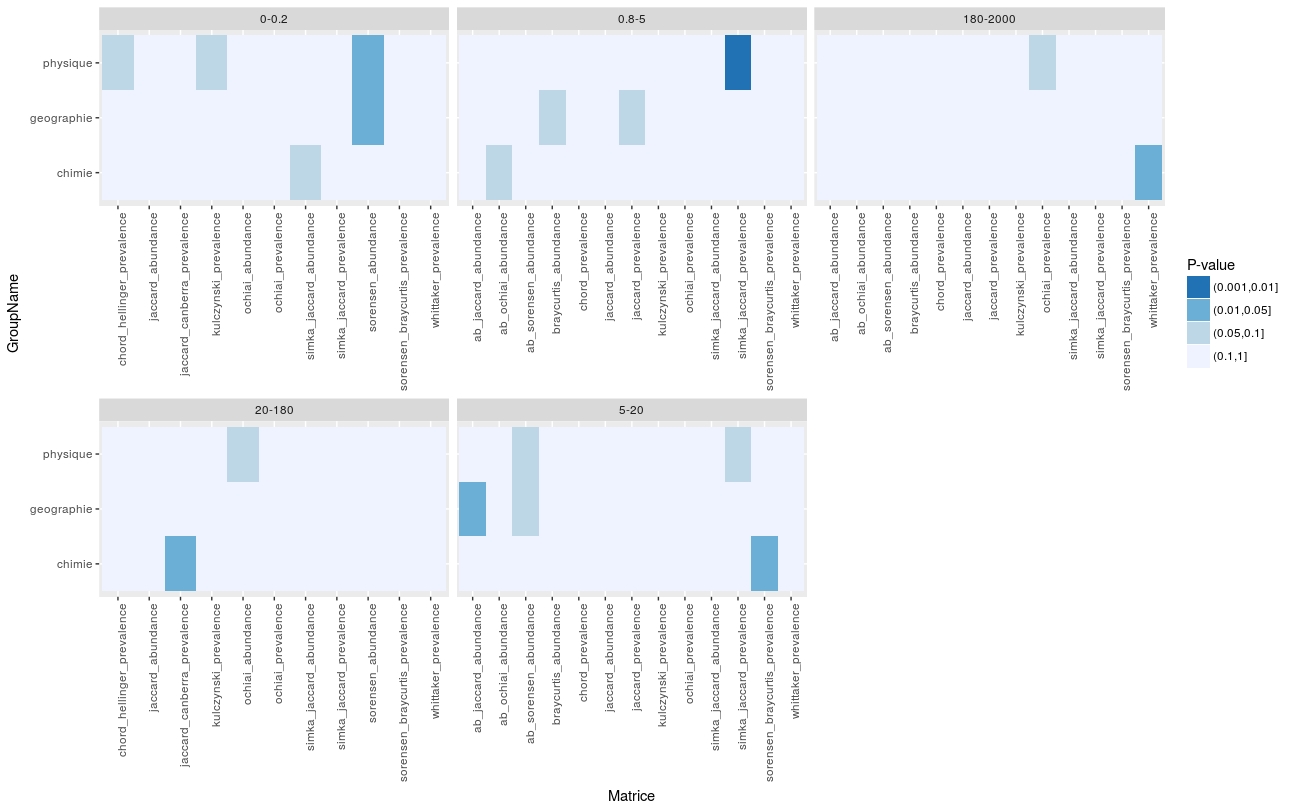 0-0.2
0.8-5
180-2000
physique
geographie
chimie
chord_hellinger_prevalence
jaccard_abundance
jaccard_canberra_prevalence
kulczynski_prevalence
ochiai_abundance
ochiai_prevalence
simka_jaccard_abundance
simka_jaccard_prevalence
sorensen_abundance
sorensen_braycurtis_prevalence
whittaker_prevalence
ab_jaccard_abundance
ab_ochiai_abundance
ab_sorensen_abundance
braycurtis_abundance
chord_prevalence
jaccard_abundance
jaccard_prevalence
kulczynski_prevalence
ochiai_prevalence
simka_jaccard_abundance
simka_jaccard_prevalence
sorensen_braycurtis_prevalence
whittaker_prevalence
ab_jaccard_abundance
ab_ochiai_abundance
ab_sorensen_abundance
braycurtis_abundance
chord_prevalence
jaccard_abundance
jaccard_prevalence
kulczynski_prevalence
ochiai_prevalence
simka_jaccard_abundance
simka_jaccard_prevalence
sorensen_braycurtis_prevalence
whittaker_prevalence
GroupName
P-value
(0.001,0.01]
(0.01,0.05]
(0.05,0.1]
(0.1,1]
20-180
5-20
physique
geographie
chimie
chord_hellinger_prevalence
jaccard_abundance
jaccard_canberra_prevalence
kulczynski_prevalence
ochiai_abundance
ochiai_prevalence
simka_jaccard_abundance
simka_jaccard_prevalence
sorensen_abundance
sorensen_braycurtis_prevalence
whittaker_prevalence
ab_jaccard_abundance
ab_ochiai_abundance
ab_sorensen_abundance
braycurtis_abundance
chord_prevalence
jaccard_abundance
jaccard_prevalence
kulczynski_prevalence
ochiai_prevalence
simka_jaccard_abundance
simka_jaccard_prevalence
sorensen_braycurtis_prevalence
whittaker_prevalence
Matrice